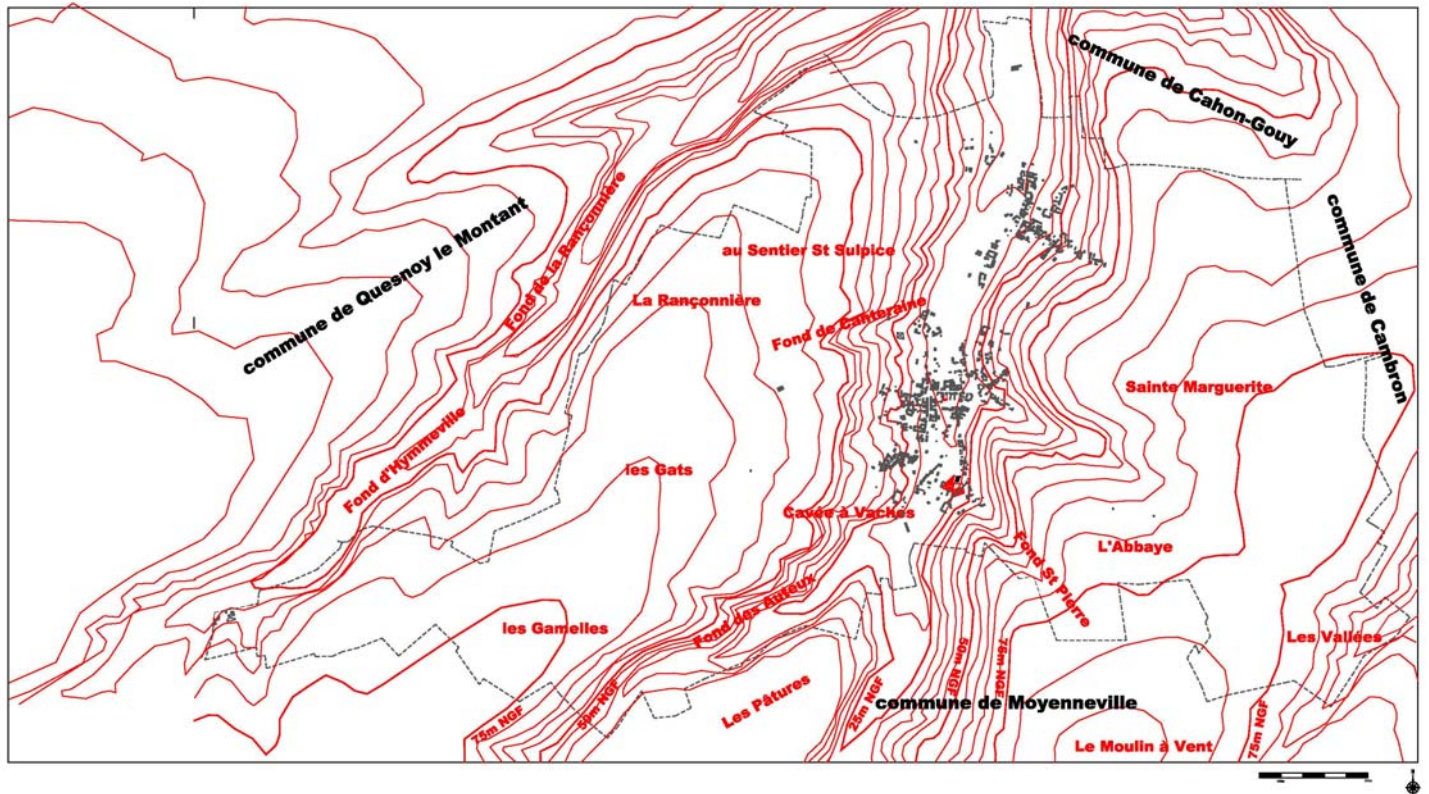 commune de Cahon-Gouy
commune de Quesnoy le Montant
Fond de la Rançonnière
au Sentier St Sulpice
commune de Cambron
La Rançonnière
Fond de Canteraine
Sainte Marguerite
Fond d'Hymmeville
les Gats
Cavée à Vaches
L'Abbaye
Fond St Pierre
Fond des Auteux
les Gamelles
Les Vallées
50m NGF
75m NGF
Les Pâtures
25m NGF
commune de Moyenneville
75m NGF
50m NGF
Le Moulin à Vent
75m NGF